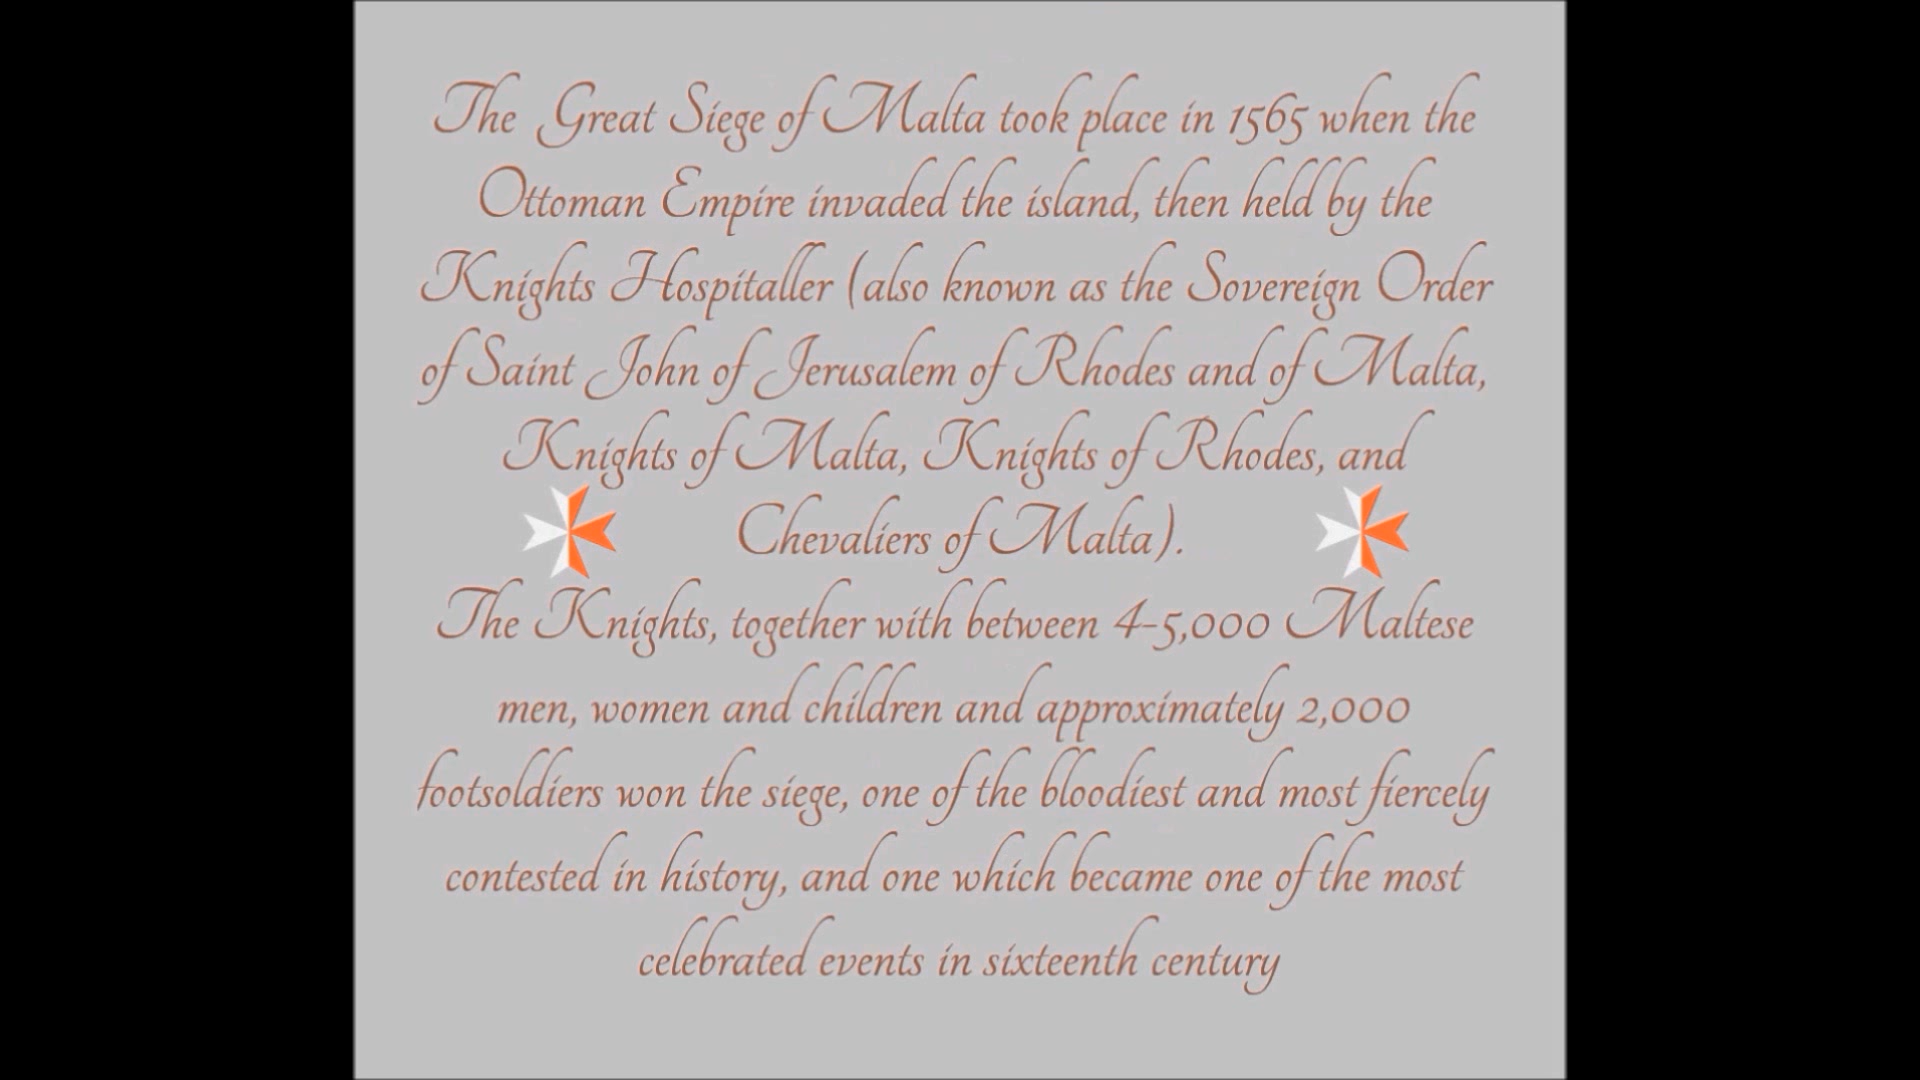 The Great Siege of Malta took place in 1565 when the
Ottoman Empire invaded the island, then held by the
Knights Hospitaller (also known as the Sovereign Order
of Saint John of Jerusalem of Rhodes and of Malta,
Knights of Malta, Knights of Rhodes, and
Chevaliers of Malta).
The Knights, together with between 4-5,000 Maltese
men, women and children and approximately 2,000
footsoldiers won the siege, one of the bloodiest and most fiercely
contested in history, and one which became one of the most
celebrated events in sixteenth century